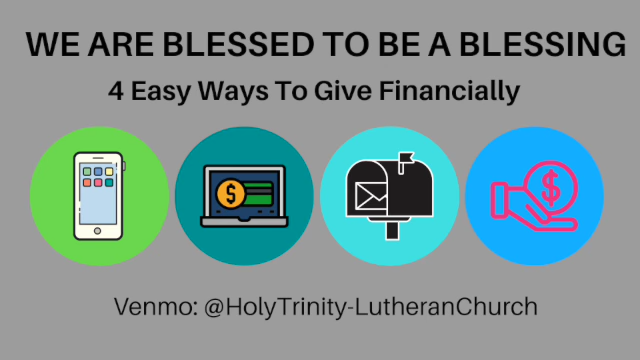 WE ARE BLESSED TO BE A BLESSING
4 Easy Ways To Give Financially
$
$
Venmo: @HolyTrinity-LutheranChurch